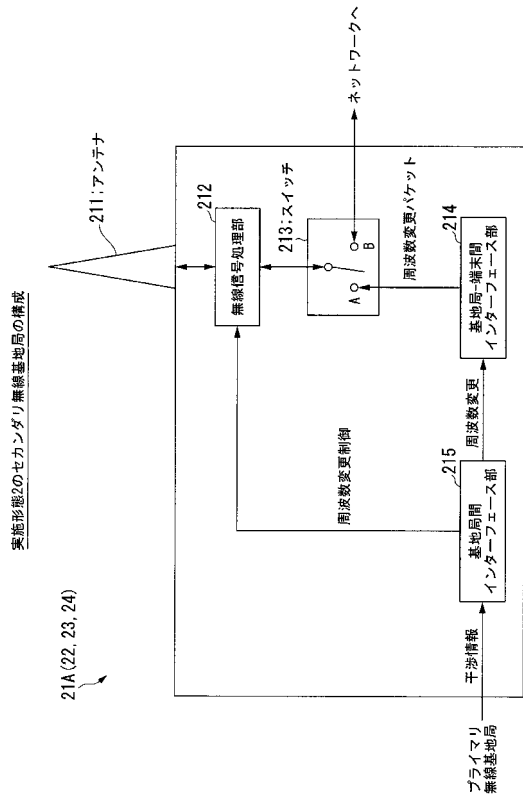 実施形態2のセカンダリ無線基地局の構成
21A(22, 23, 24)
211;アンテナ
212
無線信号処理部
213;スイッチ
A
B
ネットワークへ
周波数変更パケット
周波数変更制御
214
基地局-端末間
インターフェース部
周波数変更
215
基地局間
インターフェース部
干渉情報
プライマリ
無線基地局